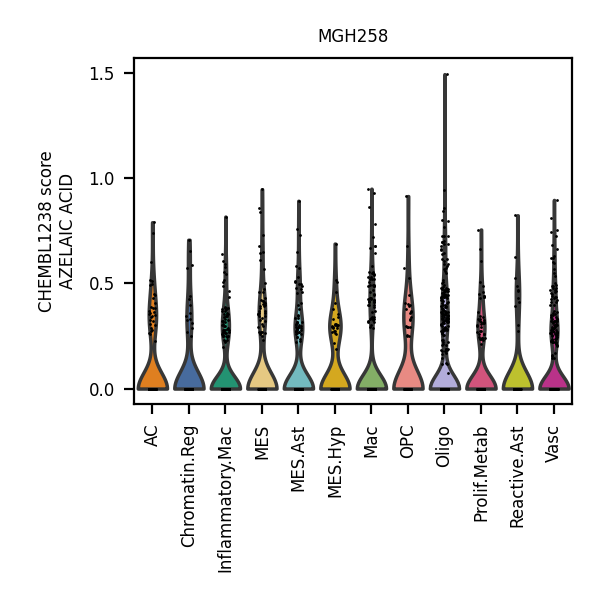 MGH258
CHEMBL1238 score
AZELAIC ACID
1.5
1.0
0.5
0.0
AC
Chromatin.Reg
Inflammatory.Mac
MES
MES.Ast
MES.Hyp
Mac
OPC
Oligo
Prolif.Metab
Reactive.Ast
Vasc